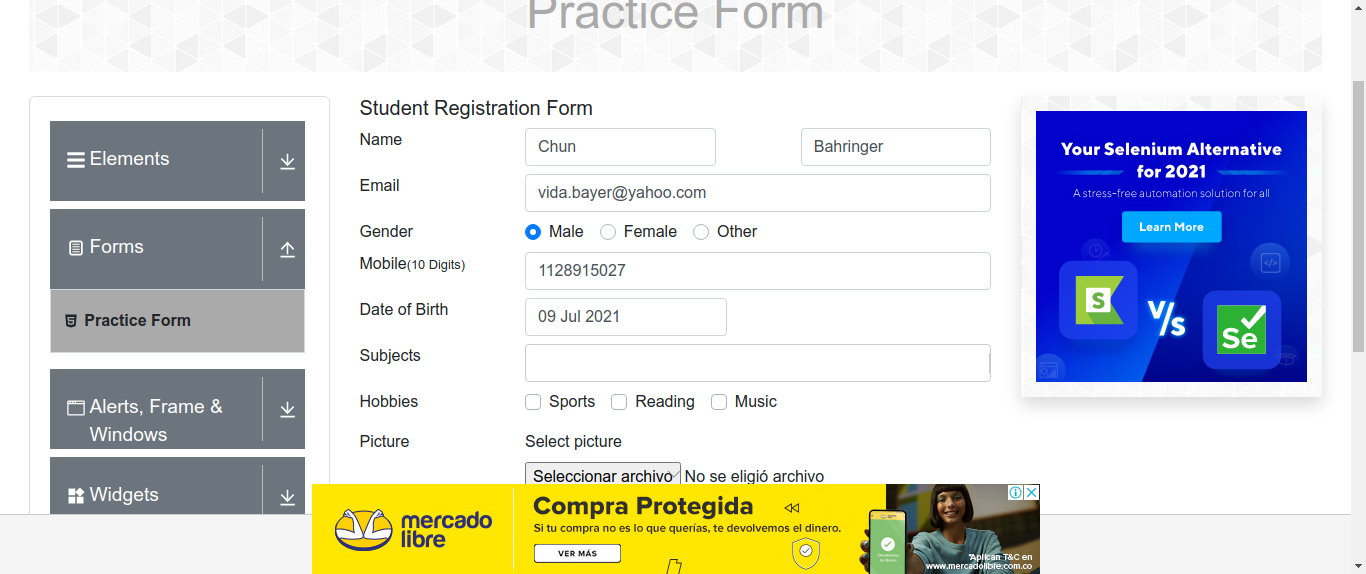 Practice Form
Elements
Forms
Practice Form
Alerts, Frame &
Windows
Widgets
Student Registration Form
Name
Chun
Bahringer
Email
vida.bayer@yahoo.com
Gender
Male
Female
Other
Mobile(10 Digits)
1128915027
Date of Birth
09 Jul 2021
Subjects
Hobbies
Sports
Reading
Music
Picture
Select picture
Seleccionar archivo
No se eligió archivo
Your Selenium Alternative
for 2021
A stress-free automation solution for all
Learn More
S
V/s
Se
mercado
libre
Compra Protegida
Si tu compra no es lo que querías, te devolvemos el dinero.
VER MÁS
*Aplican T&C en
www.mercadolibre.com.co